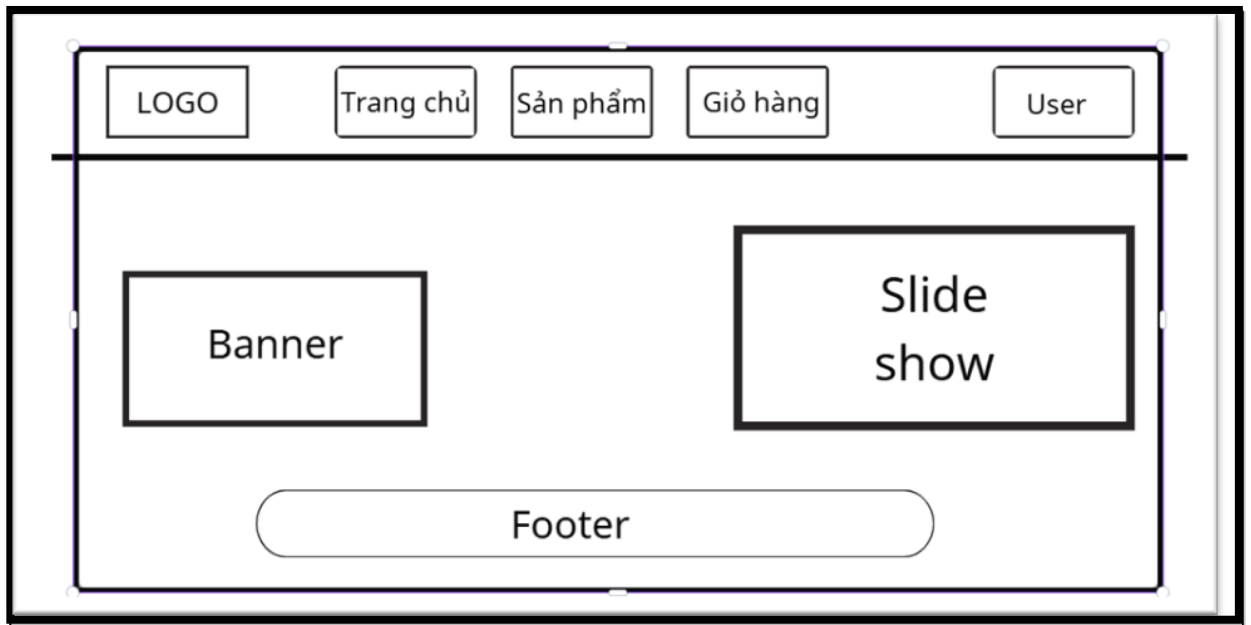 LOGO
Trang chủ
Sản phẩm
Giỏ hàng
User
Banner
Slide
show
Footer